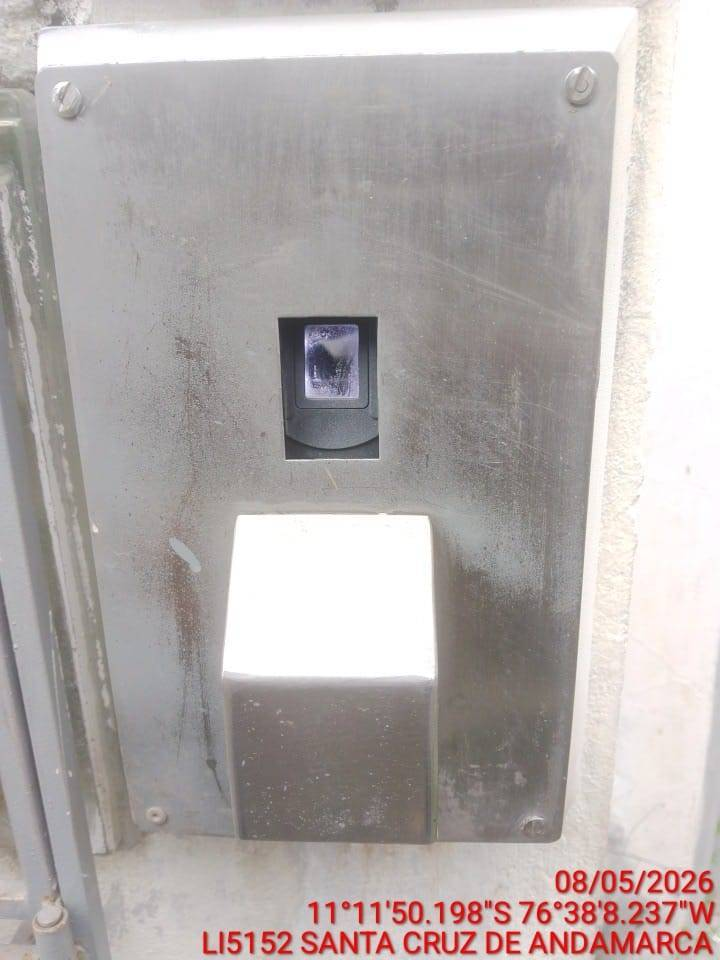 08/05/2026
11°11'50.198"S 76°38'8.237"W
LI5152 SANTA CRUZ DE ANDAMARCA